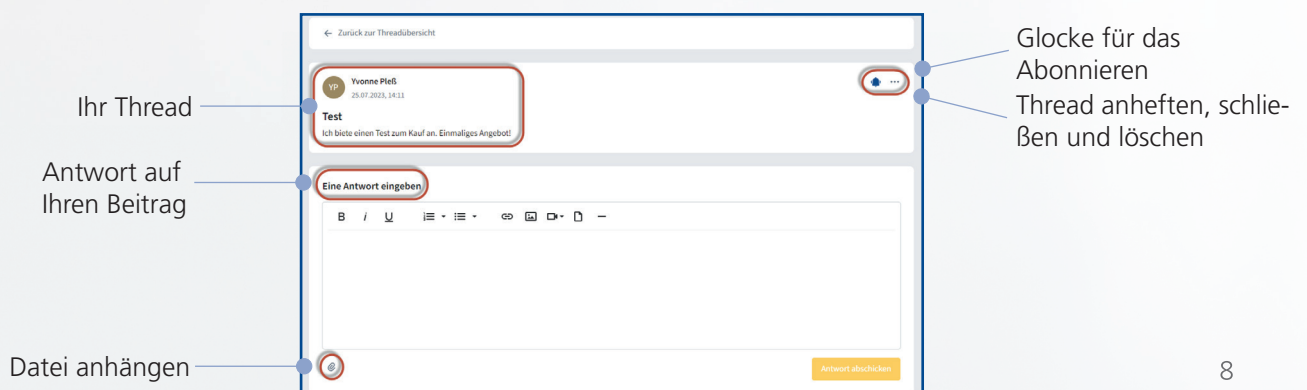 Ihr Thread
Antwort auf
Ihren Beitrag
Datei anhängen
← Zurück zur Threadübersicht
YP
Yvonne Pleß
25.07.2023, 14:11
Test
Ich biete einen Test zum Kauf an. Einmaliges Angebot!
Eine Antwort eingeben
B i U
Antwort abschicken
Glocke für das
Abonnieren
Thread anheften, schlie-
ßen und löschen
8